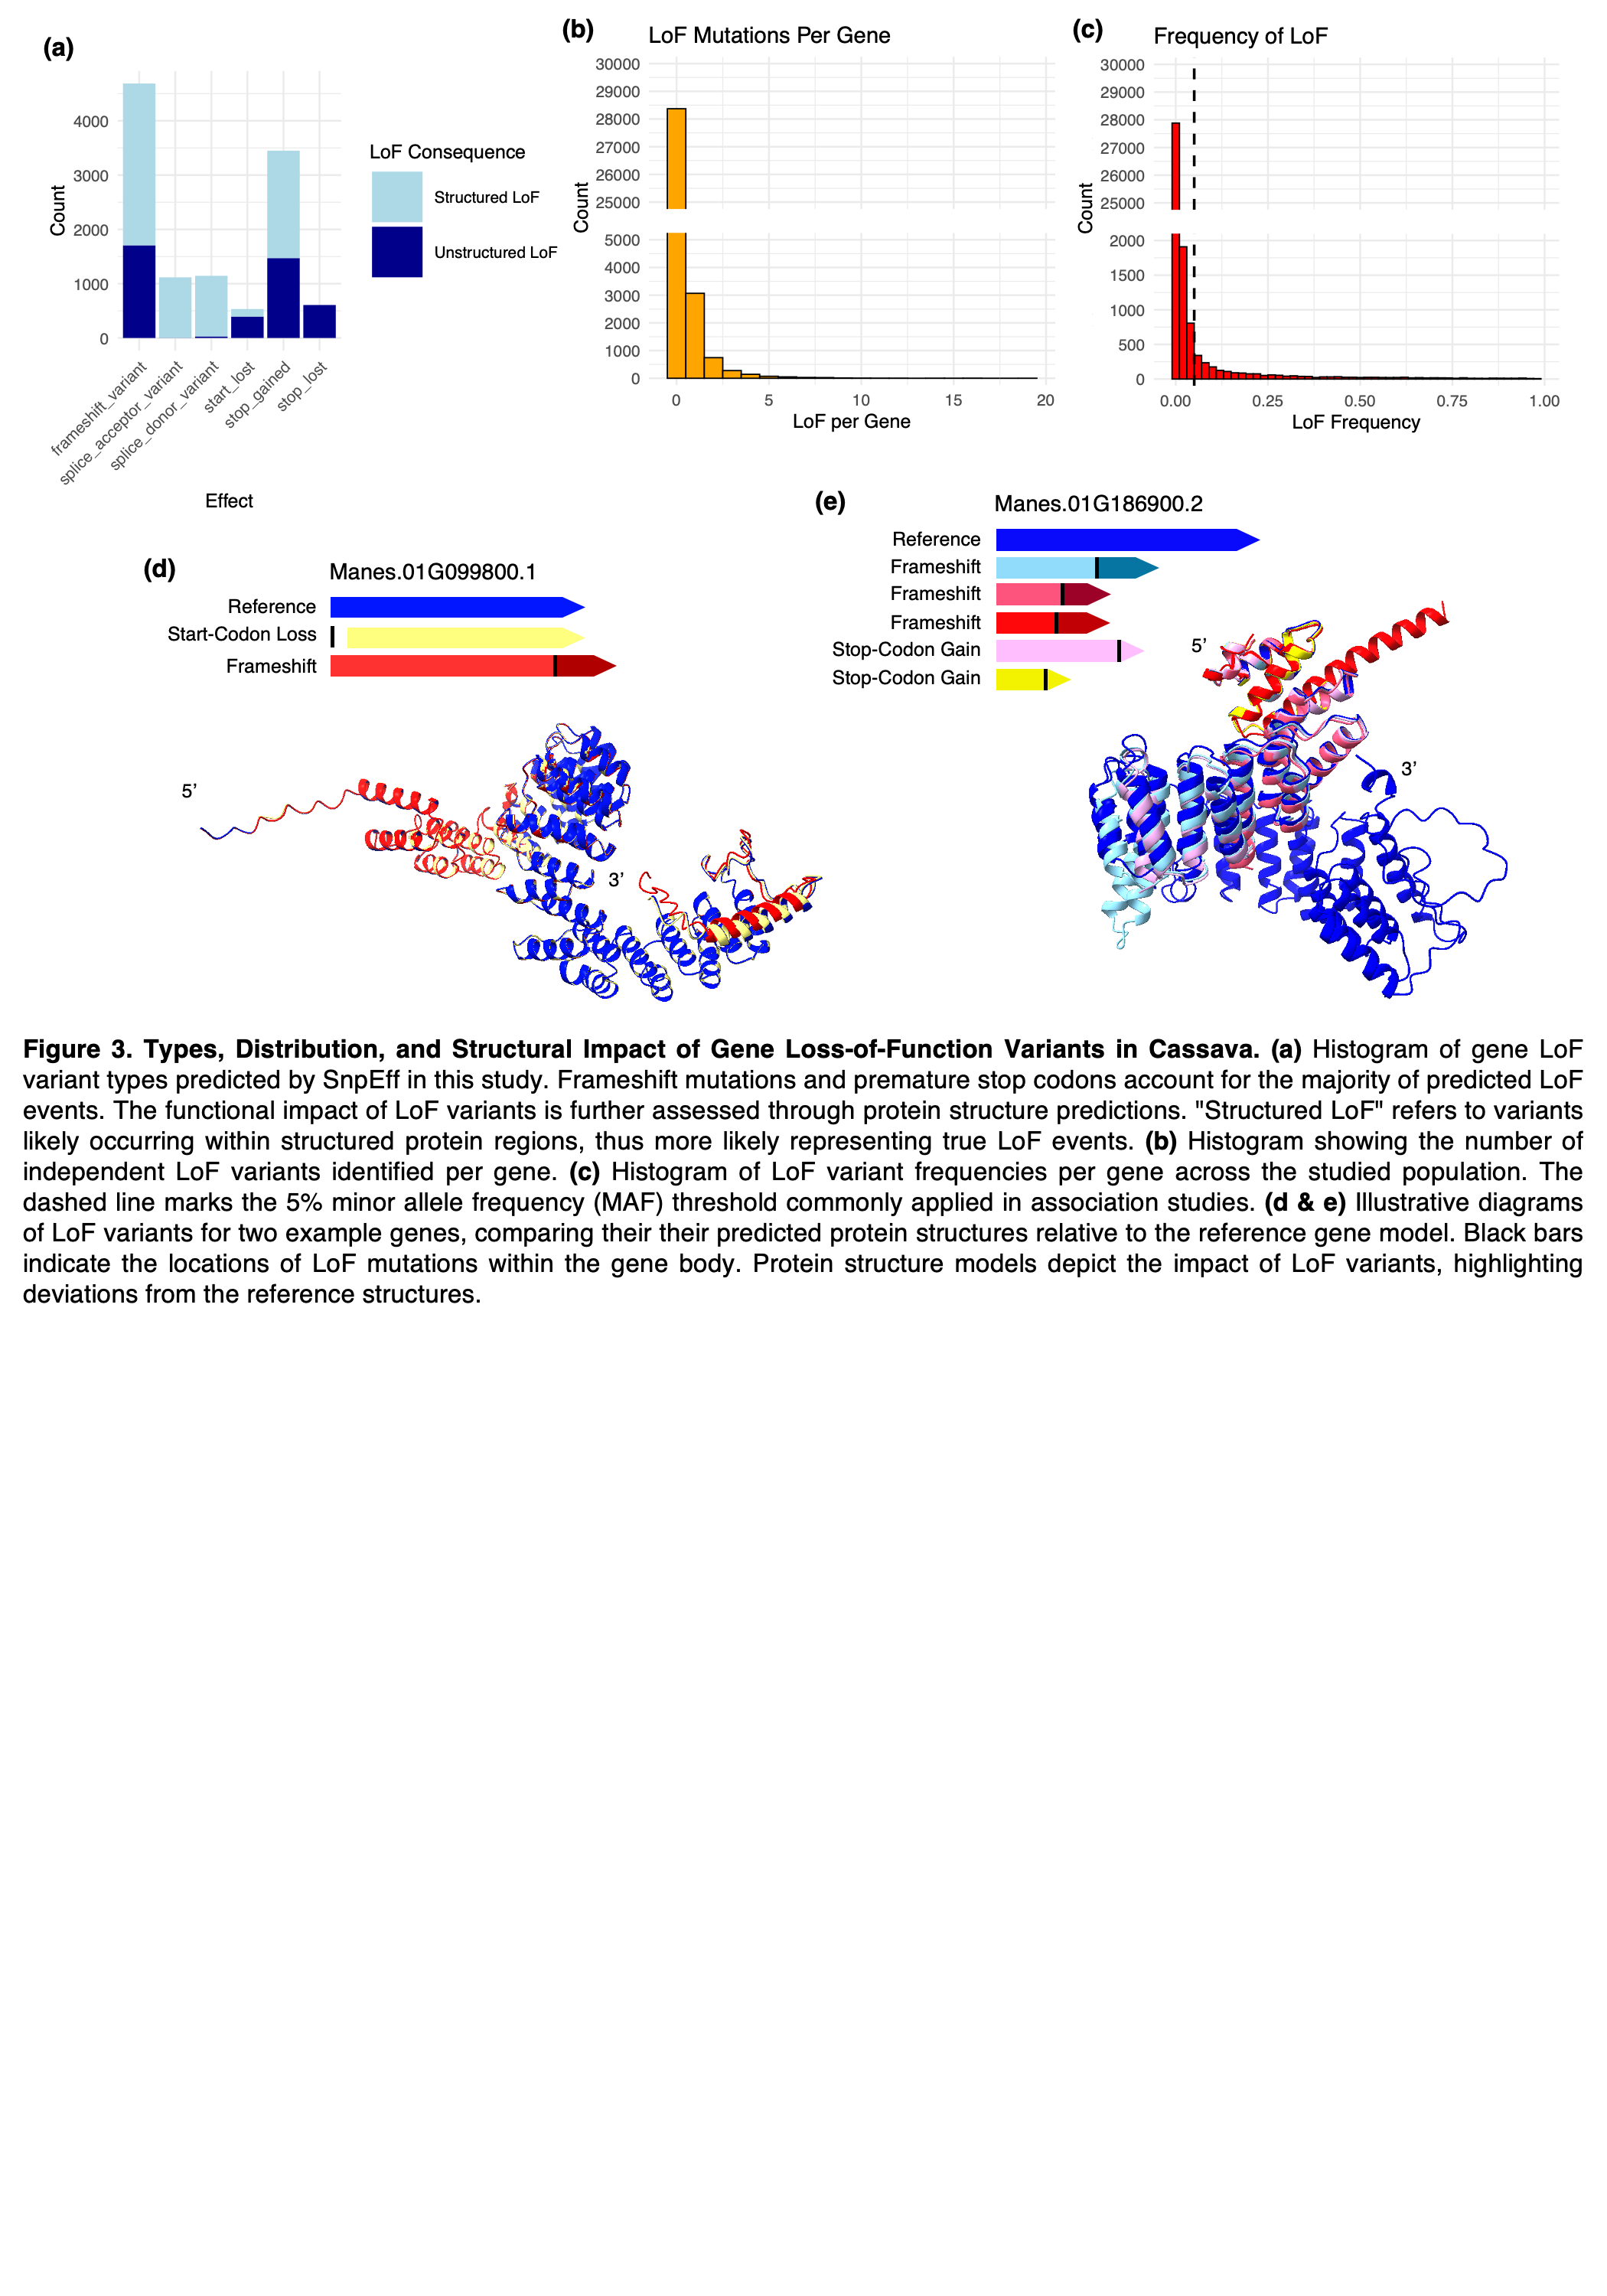 (a)
4000
3000
2000
1000
0
Count
frameshift_variant
splice_acceptor_variant
splice_donor_variant
start_lost
stop_gained
stop_lost
Effect
LoF Consequence
Structured LoF
Unstructured LoF
(b)
LoF Mutations Per Gene
30000
29000
28000
27000
26000
25000
5000
4000
3000
2000
1000
0
Count
0 5 10 15 20
LoF per Gene
(c)
Frequency of LoF
30000
29000
28000
27000
26000
25000
2000
1500
1000
500
0
Count
0.00 0.25 0.50 0.75 1.00
LoF Frequency
(d)
Manes.01G099800.1
Reference
Start-Codon Loss
Frameshift
5’
3’
(e)
Manes.01G186900.2
Reference
Frameshift
Frameshift
Frameshift
Stop-Codon Gain
Stop-Codon Gain
5’
3’
Figure 3. Types, Distribution, and Structural Impact of Gene Loss-of-Function Variants in Cassava. (a) Histogram of gene LoF
variant types predicted by SnpEff in this study. Frameshift mutations and premature stop codons account for the majority of predicted LoF
events. The functional impact of LoF variants is further assessed through protein structure predictions. "Structured LoF" refers to variants
likely occurring within structured protein regions, thus more likely representing true LoF events. (b) Histogram showing the number of
independent LoF variants identified per gene. (c) Histogram of LoF variant frequencies per gene across the studied population. The
dashed line marks the 5% minor allele frequency (MAF) threshold commonly applied in association studies. (d & e) Illustrative diagrams
of LoF variants for two example genes, comparing their their predicted protein structures relative to the reference gene model. Black bars
indicate the locations of LoF mutations within the gene body. Protein structure models depict the impact of LoF variants, highlighting
deviations from the reference structures.